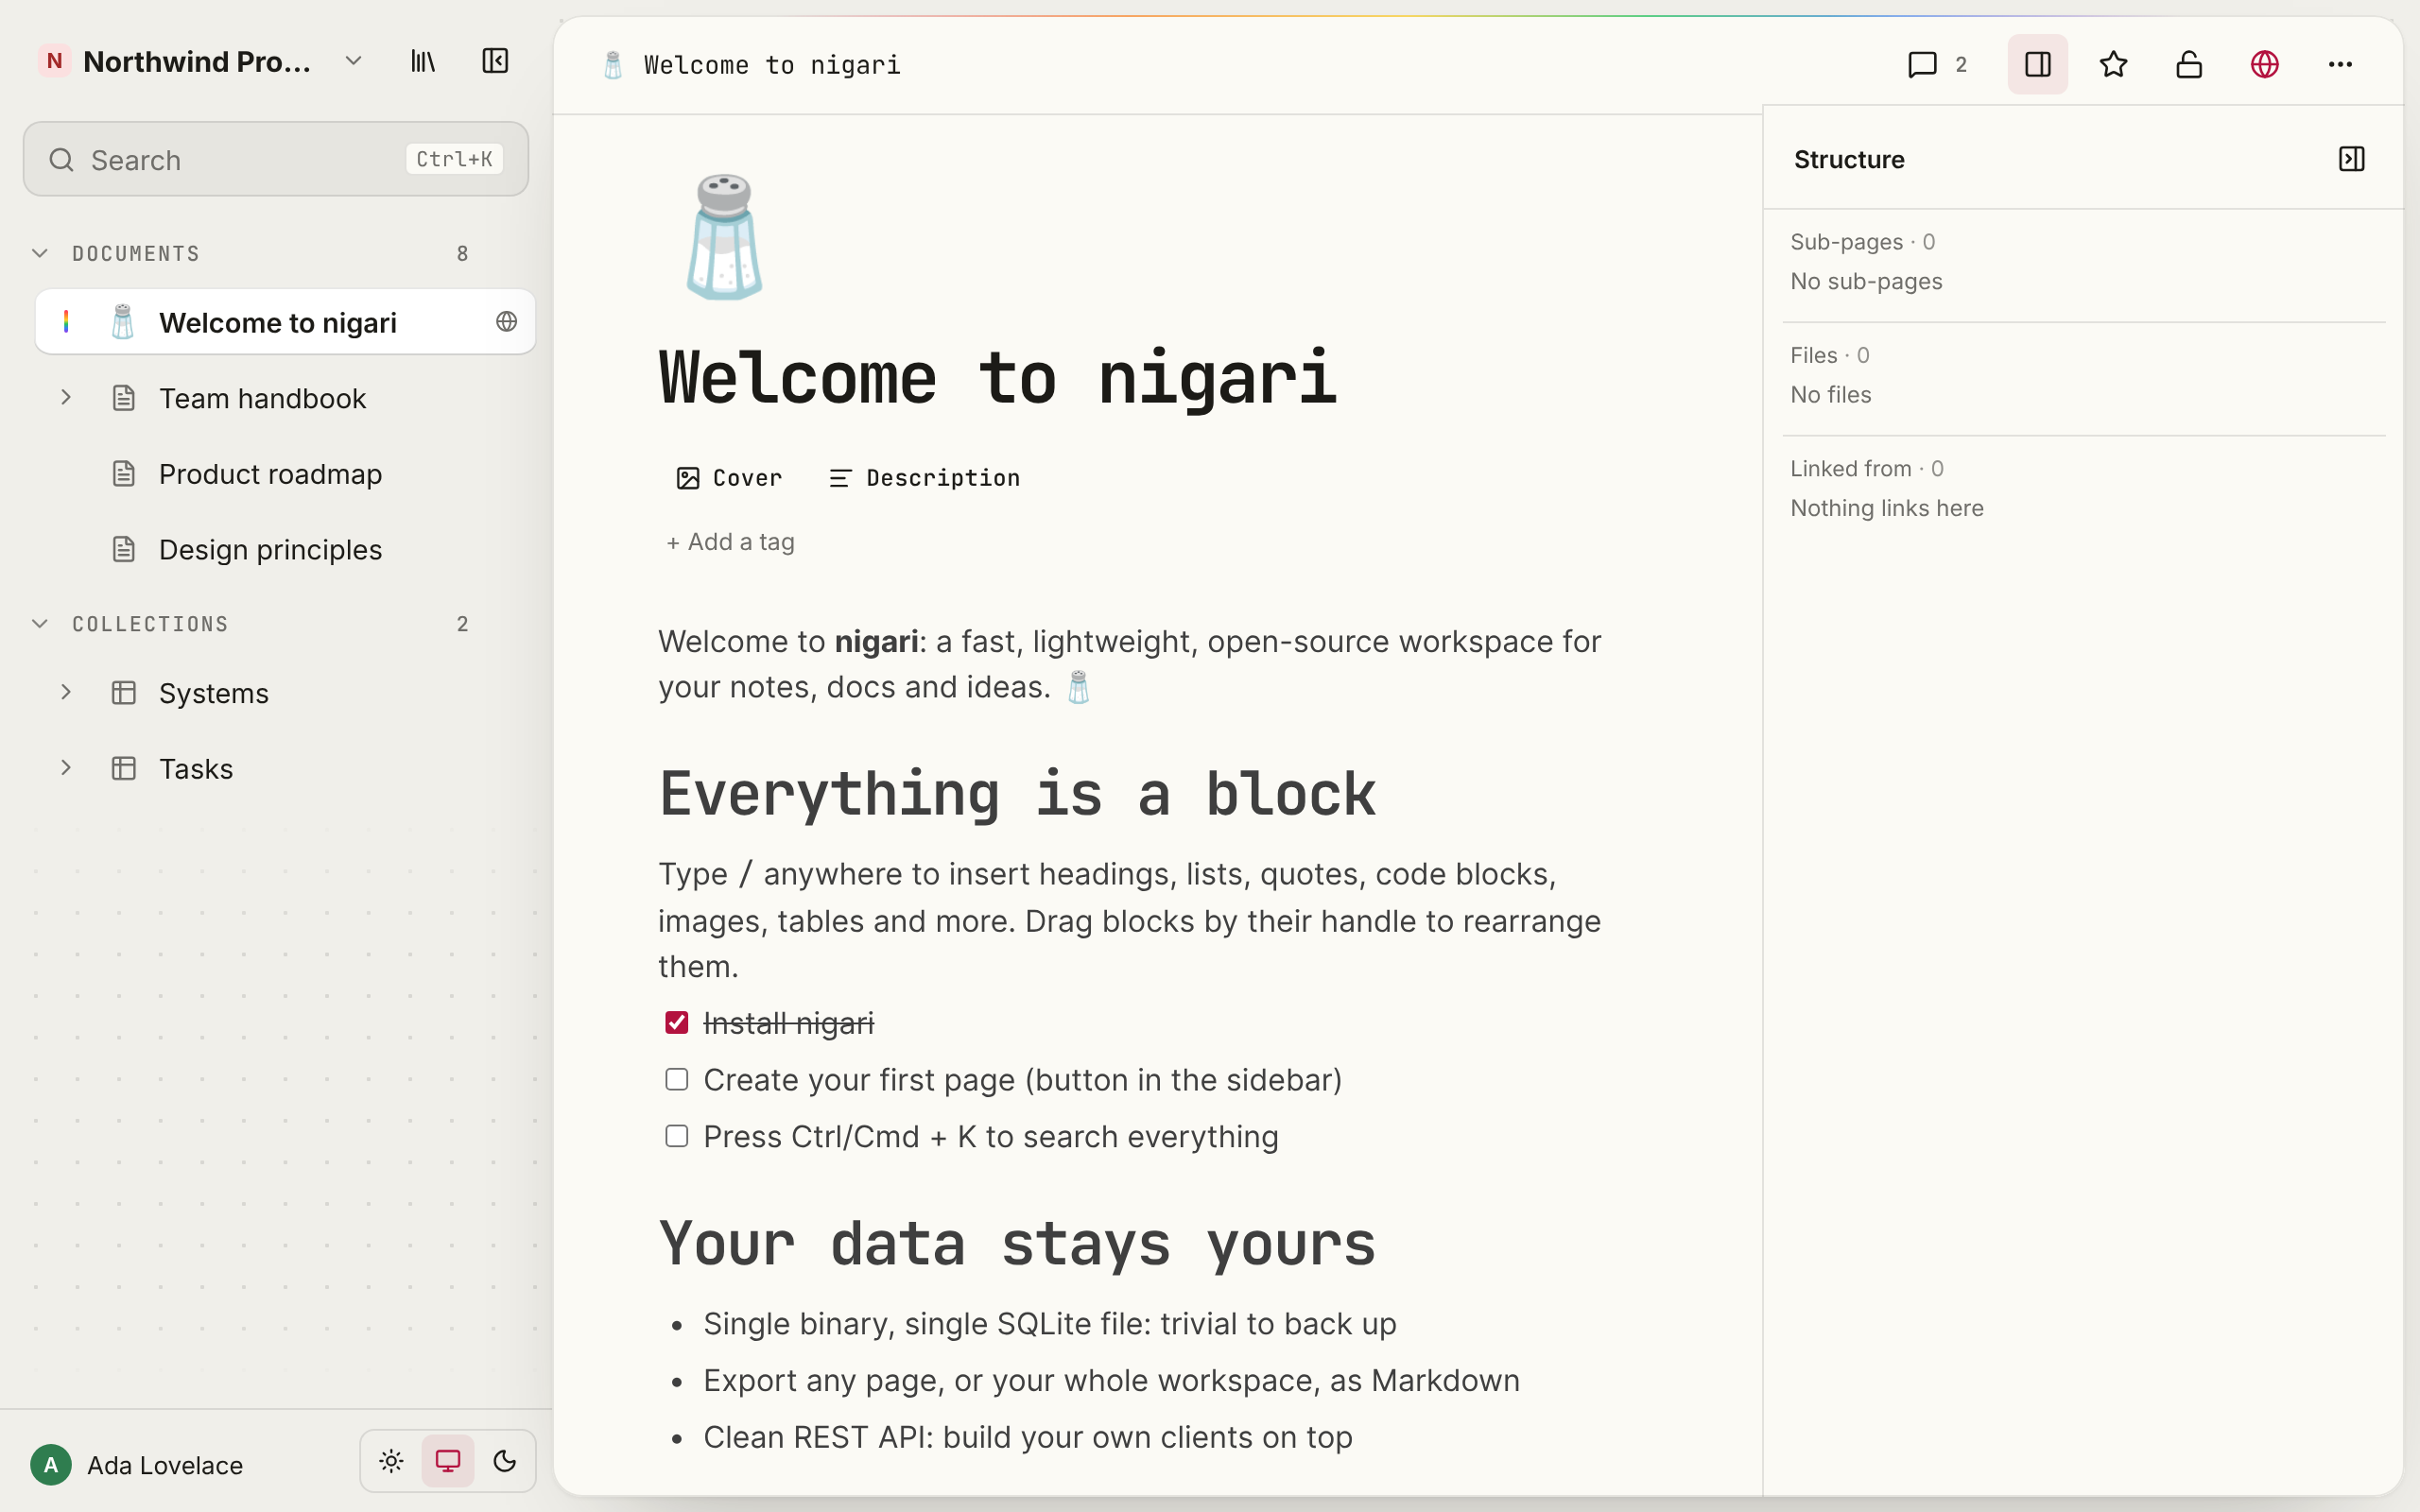 N Northwind Pro...
Search Ctrl+K
DOCUMENTS 8
Welcome to nigari
Team handbook
Product roadmap
Design principles
COLLECTIONS 2
Systems
Tasks
A Ada Lovelace
Welcome to nigari
2
Welcome to nigari
Cover Description
+ Add a tag
Welcome to nigari: a fast, lightweight, open-source workspace for
your notes, docs and ideas.
Everything is a block
Type / anywhere to insert headings, lists, quotes, code blocks,
images, tables and more. Drag blocks by their handle to rearrange
them.
Install nigari
Create your first page (button in the sidebar)
Press Ctrl/Cmd + K to search everything
Your data stays yours
• Single binary, single SQLite file: trivial to back up
• Export any page, or your whole workspace, as Markdown
• Clean REST API: build your own clients on top
Structure
Sub-pages · 0
No sub-pages
Files · 0
No files
Linked from · 0
Nothing links here